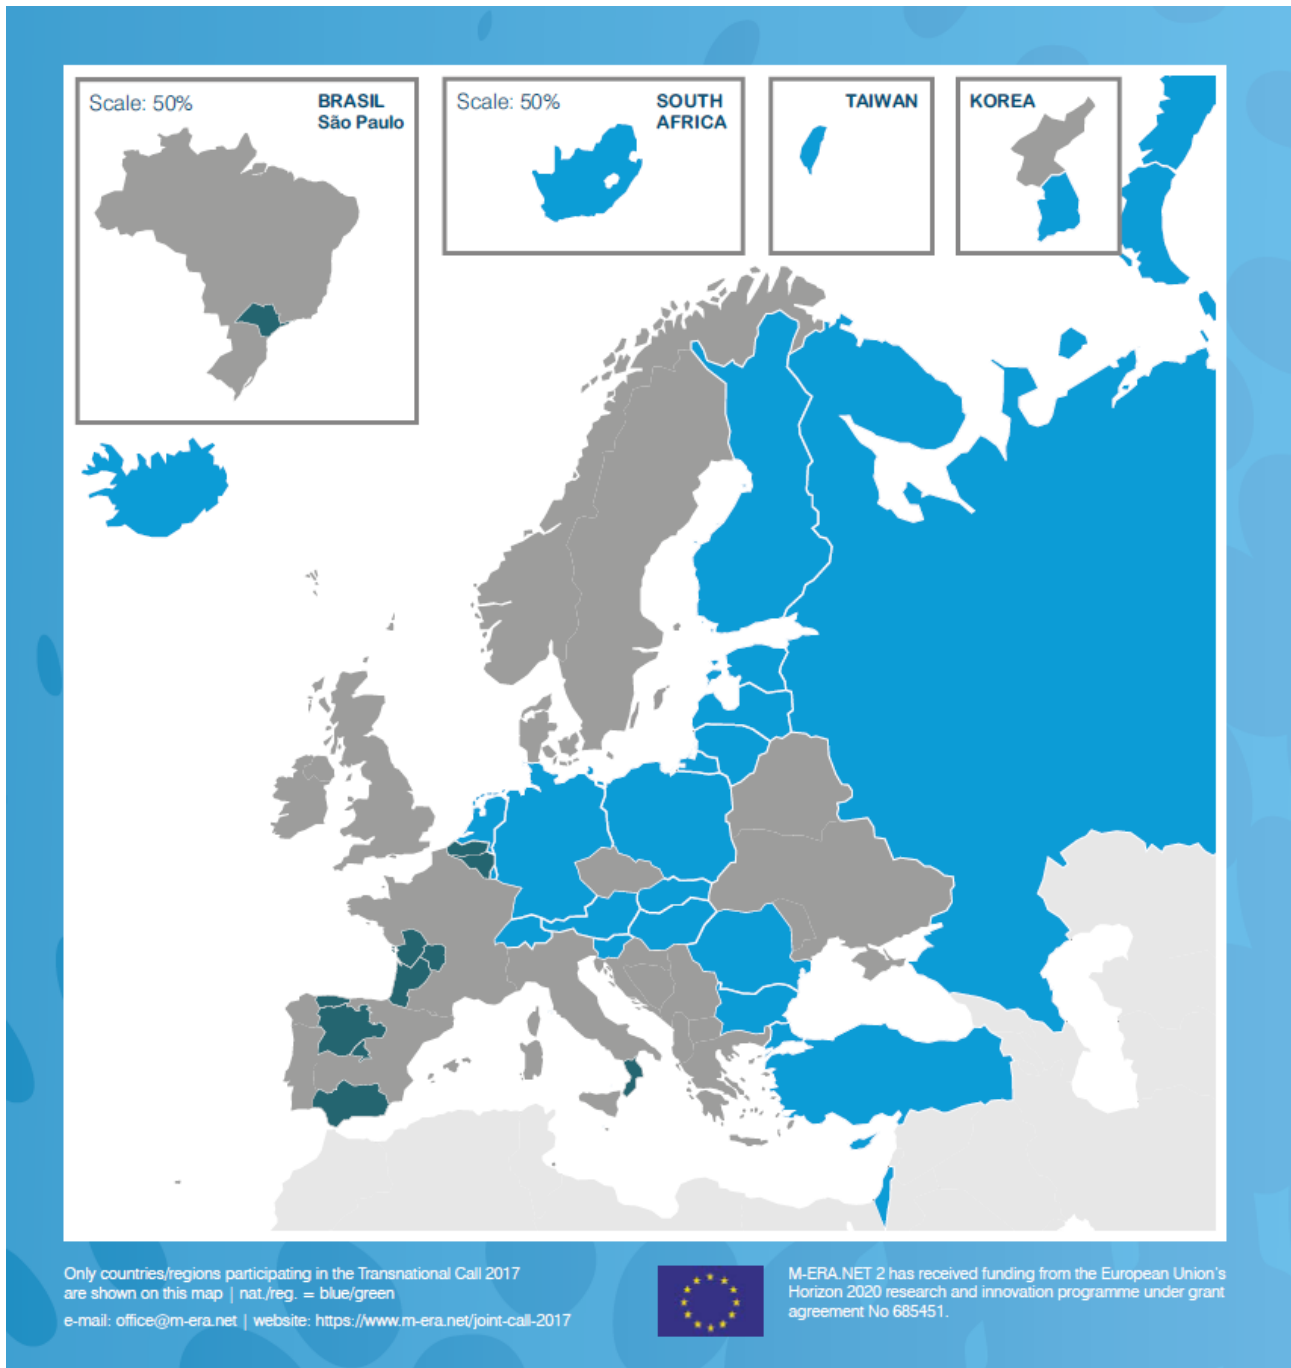 Scale: 50%
BRASIL
São Paulo
Scale: 50%
SOUTH
AFRICA
TAIWAN
KOREA
Only countries/regions participating in the Transnational Call 2017
are shown on this map | nat./reg. = blue/green
e-mail: office@m-era.net | website: https://www.m-era.net/joint-call-2017
M-ERA.NET 2 has received funding from the European Union's
Horizon 2020 research and innovation programme under grant
agreement No 685451.